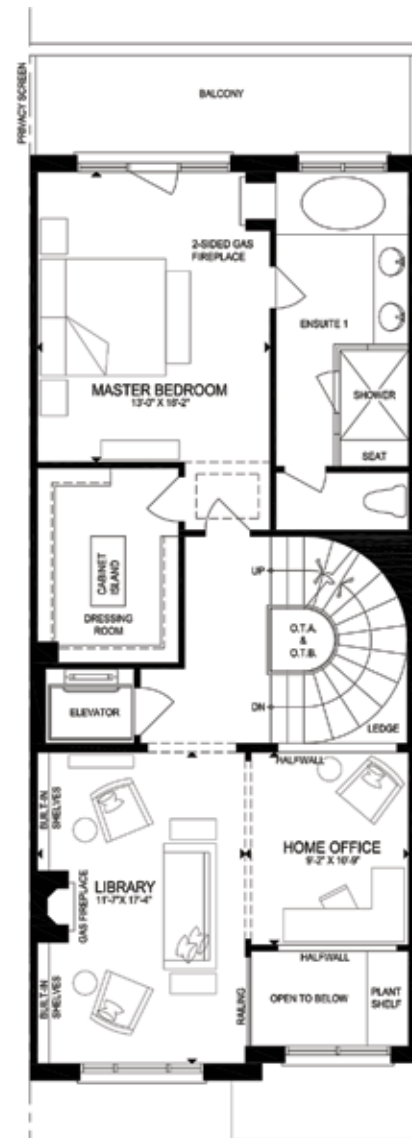 PRIVACY SCREEN
BALCONY
2-SIDED GAS
FIREPLACE
ENSUITE 1
MASTER BEDROOM
13'-0" X 16'-2"
SHOWER
SEAT
CABINET
ISLAND
DRESSING
ROOM
UP
O.T.A.
&
O.T.B.
ELEVATOR
DN
LEDGE
HALFWALL
BUILT-IN
SHELVES
HOME OFFICE
9'-2" X 10'-9"
LIBRARY
11'-7" X 17'-4"
GAS FIREPLACE
HALFWALL
BUILT-IN
SHELVES
RAILING
OPEN TO BELOW
PLANT
SHELF